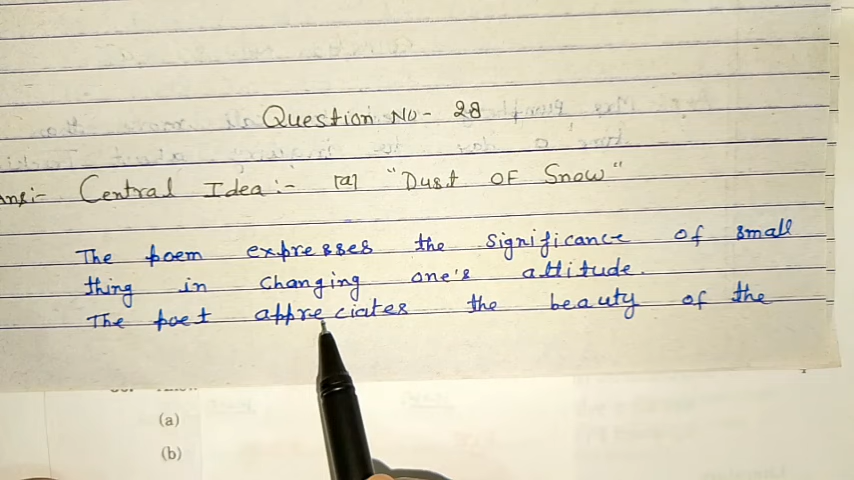 Question No - 28
Ans:- Central Idea :- (a) "Dust OF Snow"
The poem expresses the significance of small
thing in changing one's attitude.
The poet appreciates the beauty of the
(a)
(b)